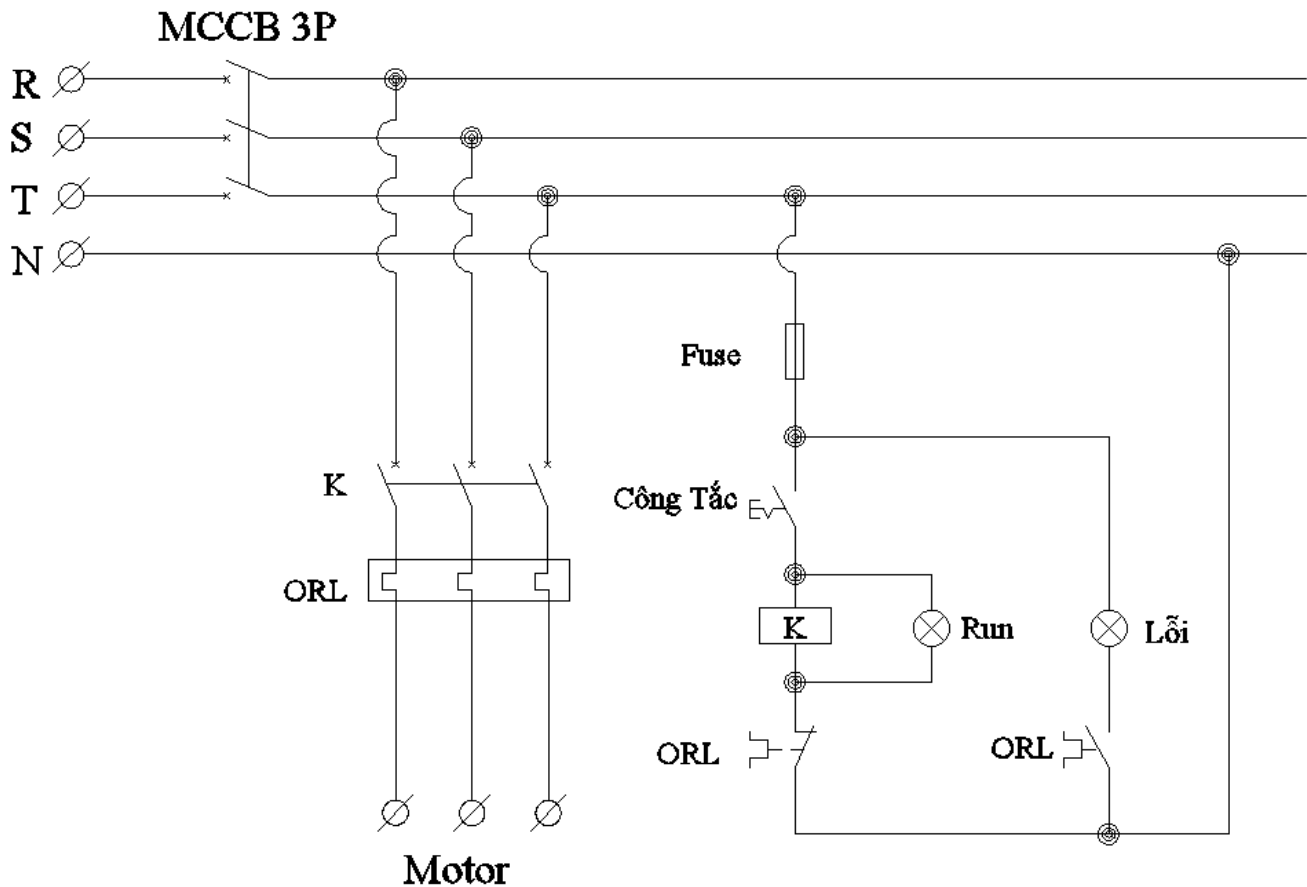 MCCB 3P
R
S
T
N
Fuse
K
Công Tắc
ORL
K
Run
Lỗi
ORL
ORL
Motor